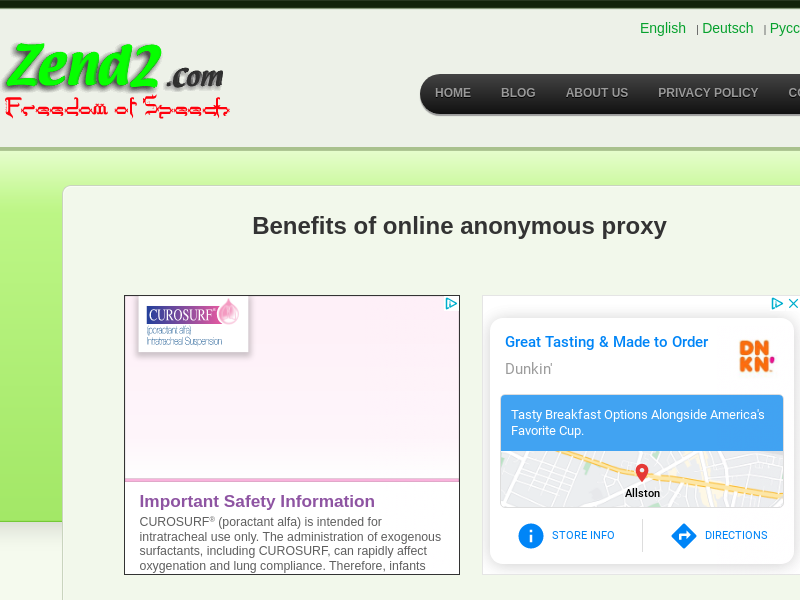 English | Deutsch | Русс
Zend2.com
Freedom of Speech
HOME BLOG ABOUT US PRIVACY POLICY CO
Benefits of online anonymous proxy
CUROSURF®
(poractant alfa)
Intratracheal Suspension
Important Safety Information
CUROSURF® (poractant alfa) is intended for
intratracheal use only. The administration of exogenous
surfactants, including CUROSURF, can rapidly affect
oxygenation and lung compliance. Therefore, infants
Great Tasting & Made to Order
Dunkin'
DN
KN'
Tasty Breakfast Options Alongside America's
Favorite Cup.
Allston
STORE INFO
DIRECTIONS